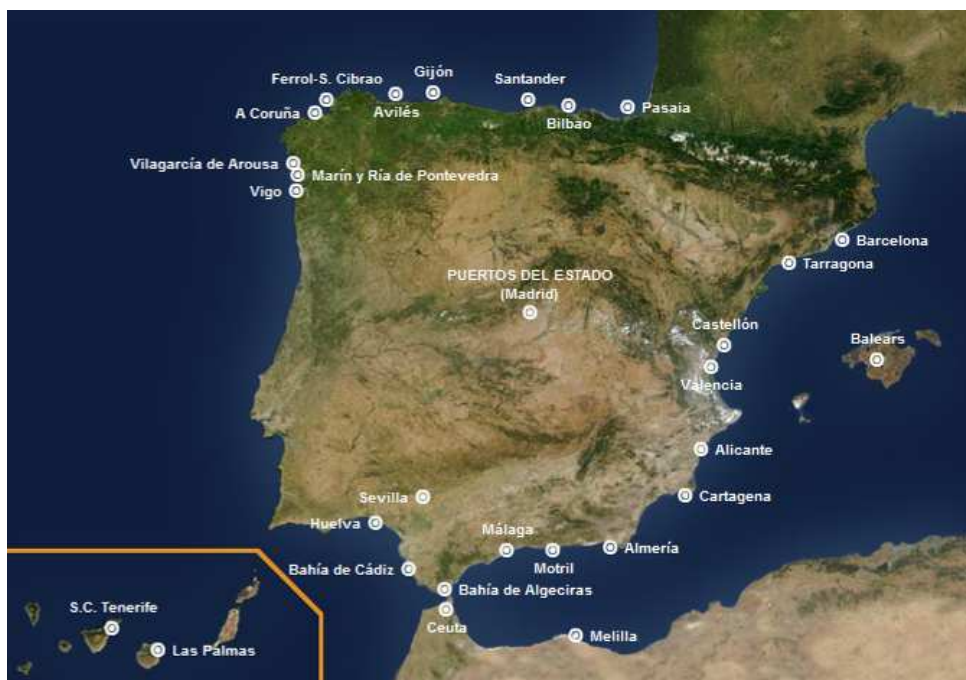 Gijón
Ferrol-S. Cibrao
Santander
A Coruña
Avilés
Bilbao
Pasaia
Vilagarcía de Arousa
Marín y Ría de Pontevedra
Vigo
Barcelona
Tarragona
PUERTOS DEL ESTADO
(Madrid)
Castellón
Balears
Valencia
Alicante
Sevilla
Cartagena
Huelva
Málaga
Almería
Motril
Bahía de Cádiz
Bahía de Algeciras
S.C. Tenerife
Ceuta
Melilla
Las Palmas